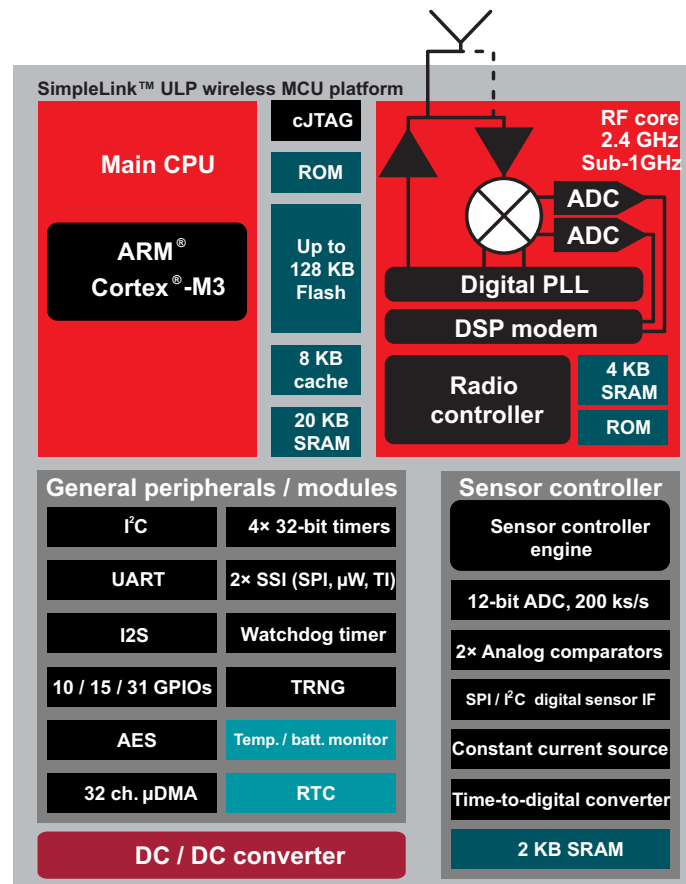 SimpleLink™ ULP wireless MCU platform
Main CPU
ARM®
Cortex®-M3
cJTAG
ROM
Up to
128 KB
Flash
8 KB
cache
20 KB
SRAM
RF core
2.4 GHz
Sub-1GHz
ADC
ADC
Digital PLL
DSP modem
Radio
controller
4 KB
SRAM
ROM
General peripherals / modules
I²C
4× 32-bit timers
UART
2× SSI (SPI, µW, TI)
I2S
Watchdog timer
10 / 15 / 31 GPIOs
TRNG
AES
Temp. / batt. monitor
32 ch. µDMA
RTC
Sensor controller
Sensor controller
engine
12-bit ADC, 200 ks/s
2× Analog comparators
SPI / I²C digital sensor IF
Constant current source
Time-to-digital converter
2 KB SRAM
DC / DC converter